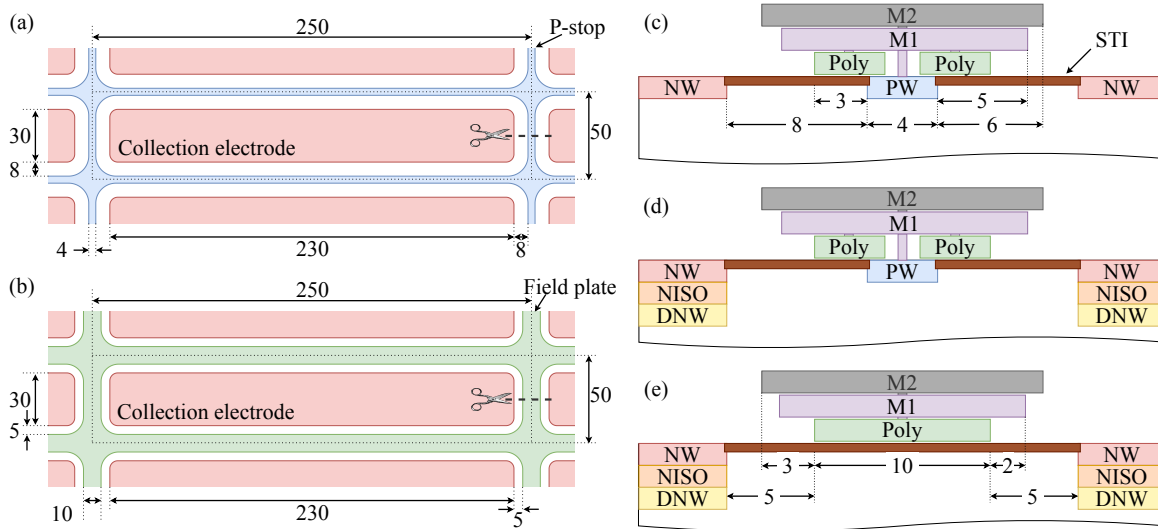 (a)
250
P-stop
30
50
Collection electrode
8
4
230
8
(b)
250
Field plate
30
50
Collection electrode
5
10
230
5
(c)
M2
M1
STI
Poly
Poly
NW
PW
NW
3
5
8
4
6
(d)
M2
M1
Poly
Poly
NW
PW
NW
NISO
NISO
DNW
DNW
(e)
M2
M1
Poly
NW
NW
3
10
2
NISO
NISO
5
5
DNW
DNW